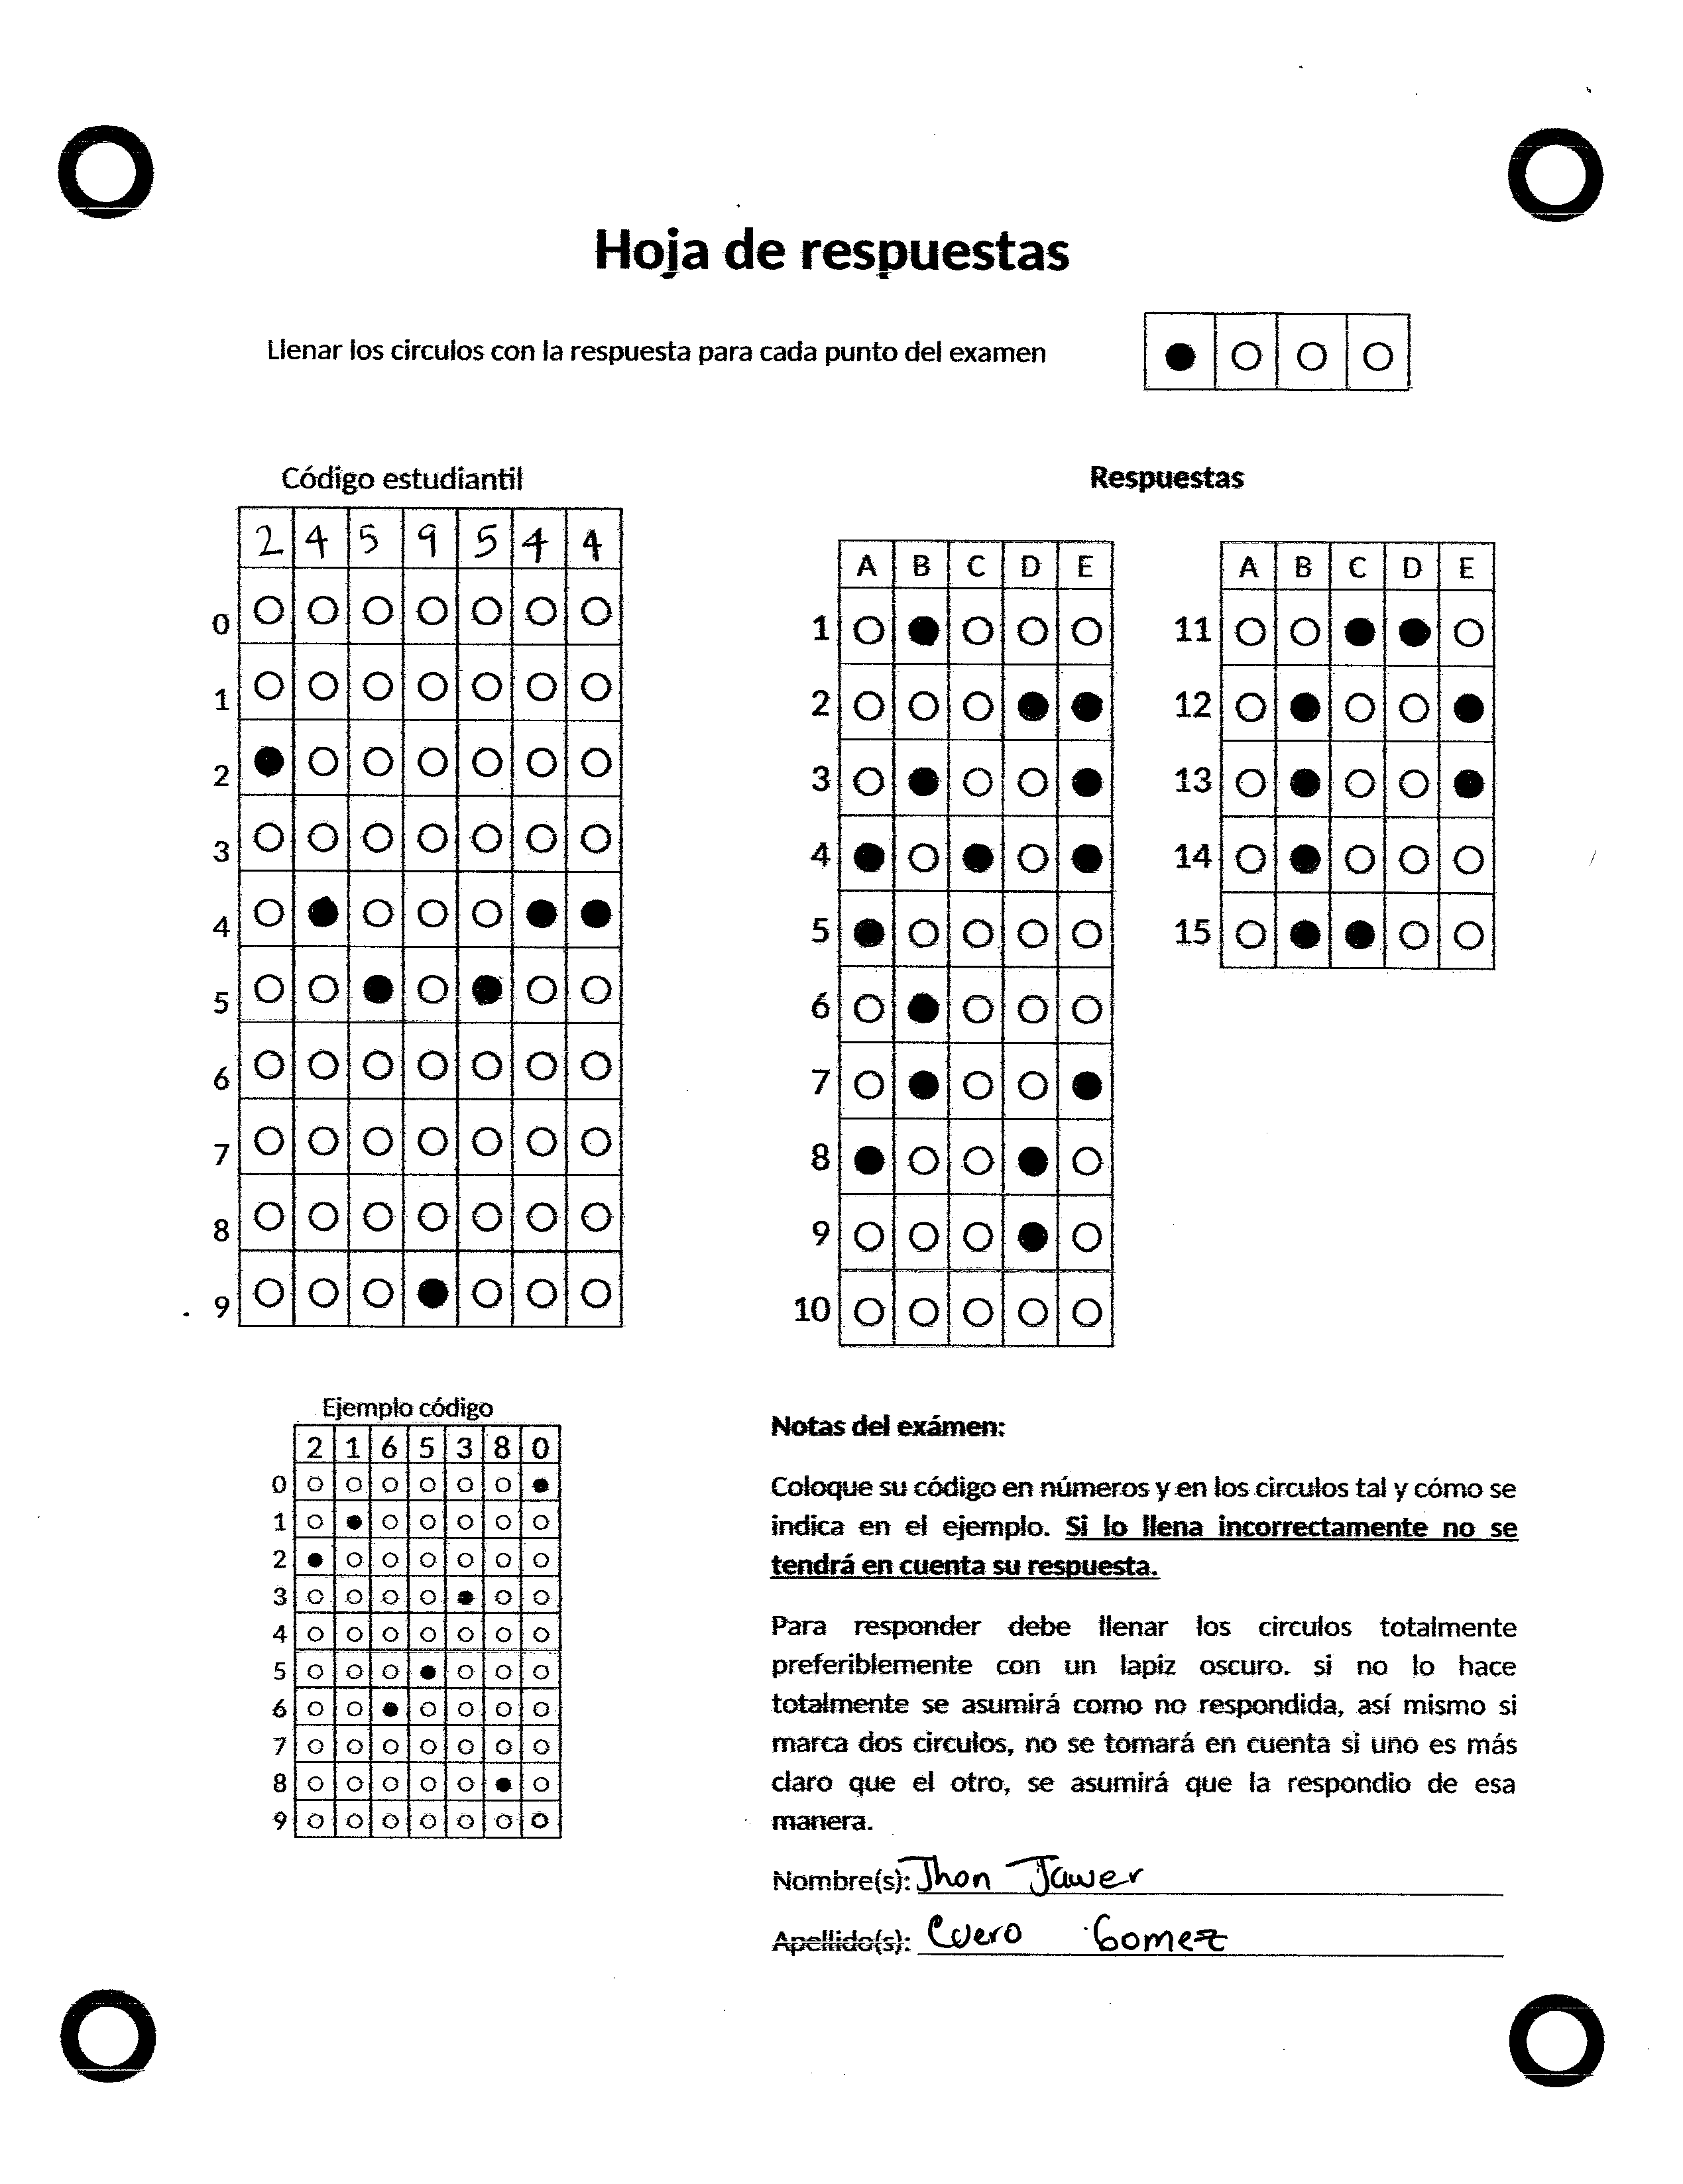 Hoja de respuestas
Llenar los circulos con la respuesta para cada punto del examen
Código estudiantil
2 4 5 9 5 4 4
0
1
2
3
4
5
6
7
8
9
Respuestas
A B C D E
1
2
3
4
5
6
7
8
9
10
A B C D E
11
12
13
14
15
Ejemplo código
2 1 6 5 3 8 0
0
1
2
3
4
5
6
7
8
9
Notas del exámen:
Coloque su código en números y en los circulos tal y cómo se
indica en el ejemplo. Si lo llena incorrectamente no se
tendrá en cuenta su respuesta.
Para responder debe llenar los circulos totalmente
preferiblemente con un lapiz oscuro. si no lo hace
totalmente se asumirá como no respondida, así mismo si
marca dos circulos, no se tomará en cuenta si uno es más
claro que el otro, se asumirá que la respondio de esa
manera.
Nombre(s): Jhon Jawer
Apellido(s): Cuero Gomez